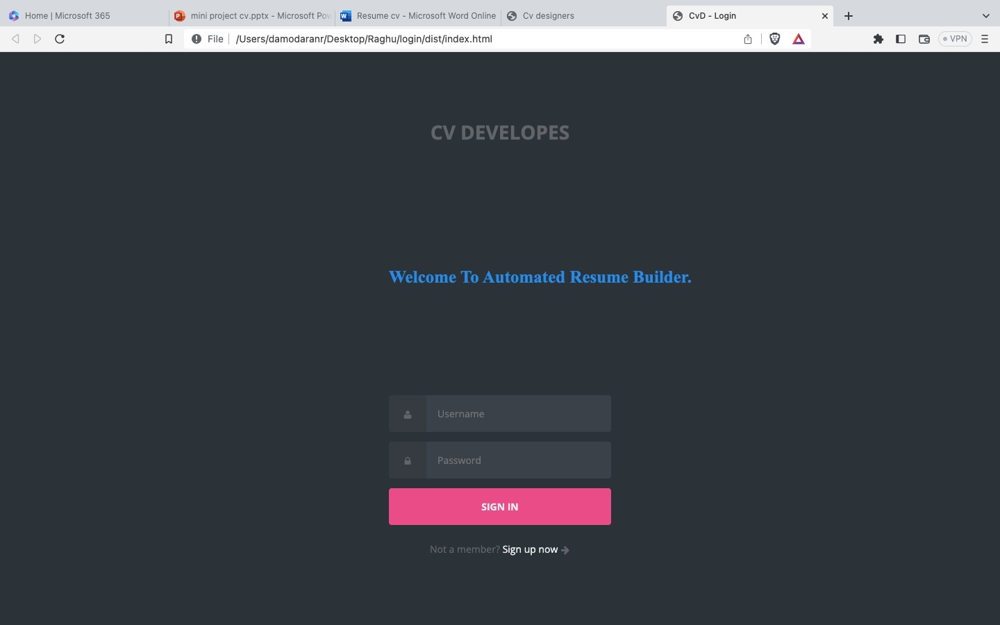 Home | Microsoft 365
mini project cv.pptx - Microsoft Pow
Resume cv - Microsoft Word Online
Cv designers
CvD - Login
File
/Users/damodaranr/Desktop/Raghu/login/dist/index.html
VPN
CV DEVELOPES
Welcome To Automated Resume Builder.
Username
Password
SIGN IN
Not a member? Sign up now